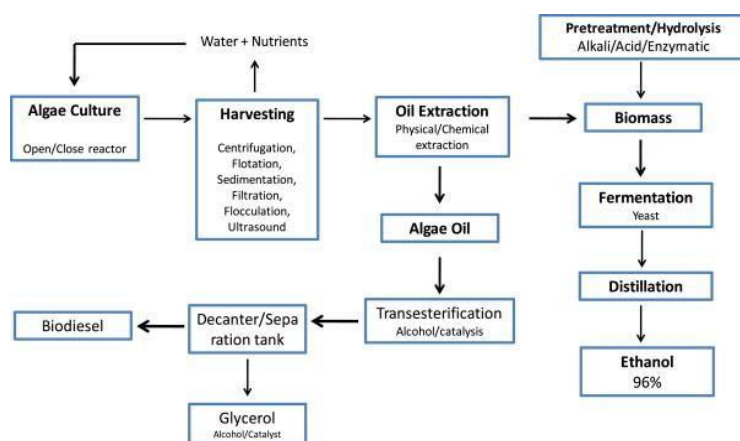 Water + Nutrients
Pretreatment/Hydrolysis
Alkali/Acid/Enzymatic
Algae Culture
Open/Close reactor
Harvesting
Centrifugation,
Flotation,
Sedimentation,
Filtration,
Flocculation,
Ultrasound
Oil Extraction
Physical/Chemical
extraction
Biomass
Fermentation
Yeast
Algae Oil
Distillation
Biodiesel
Decanter/Sepa
ration tank
Transesterification
Alcohol/catalysis
Ethanol
96%
Glycerol
Alcohol/Catalyst